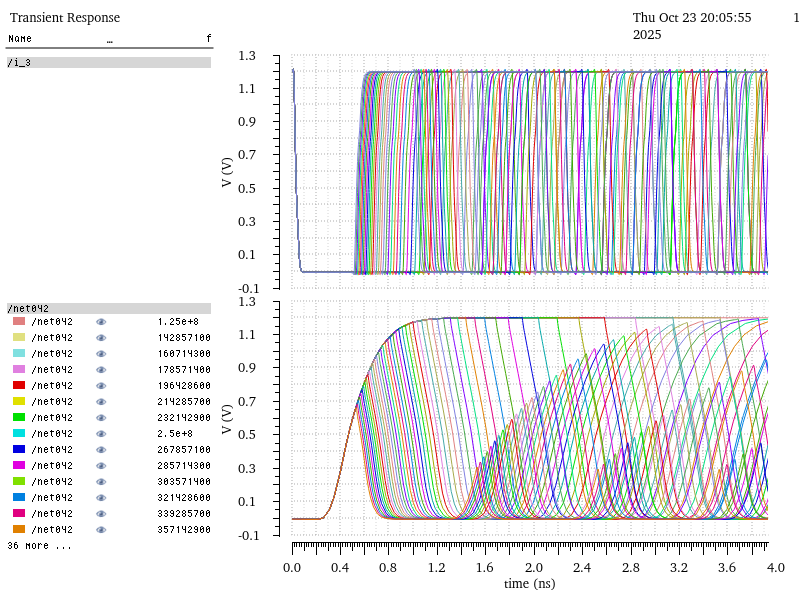 Transient Response
Thu Oct 23 20:05:55 1
2025
Name … f
/i_3
1.3
1.1
0.9
0.7
0.5
0.3
0.1
-0.1
V (V)
/net042
/net042 1.25e+8
/net042 142857100
/net042 160714300
/net042 178571400
/net042 196428600
/net042 214285700
/net042 232142900
/net042 2.5e+8
/net042 267857100
/net042 285714300
/net042 303571400
/net042 321428600
/net042 339285700
/net042 357142900
36 more ...
1.3
1.1
0.9
0.7
0.5
0.3
0.1
-0.1
V (V)
0.0 0.4 0.8 1.2 1.6 2.0 2.4 2.8 3.2 3.6 4.0
time (ns)